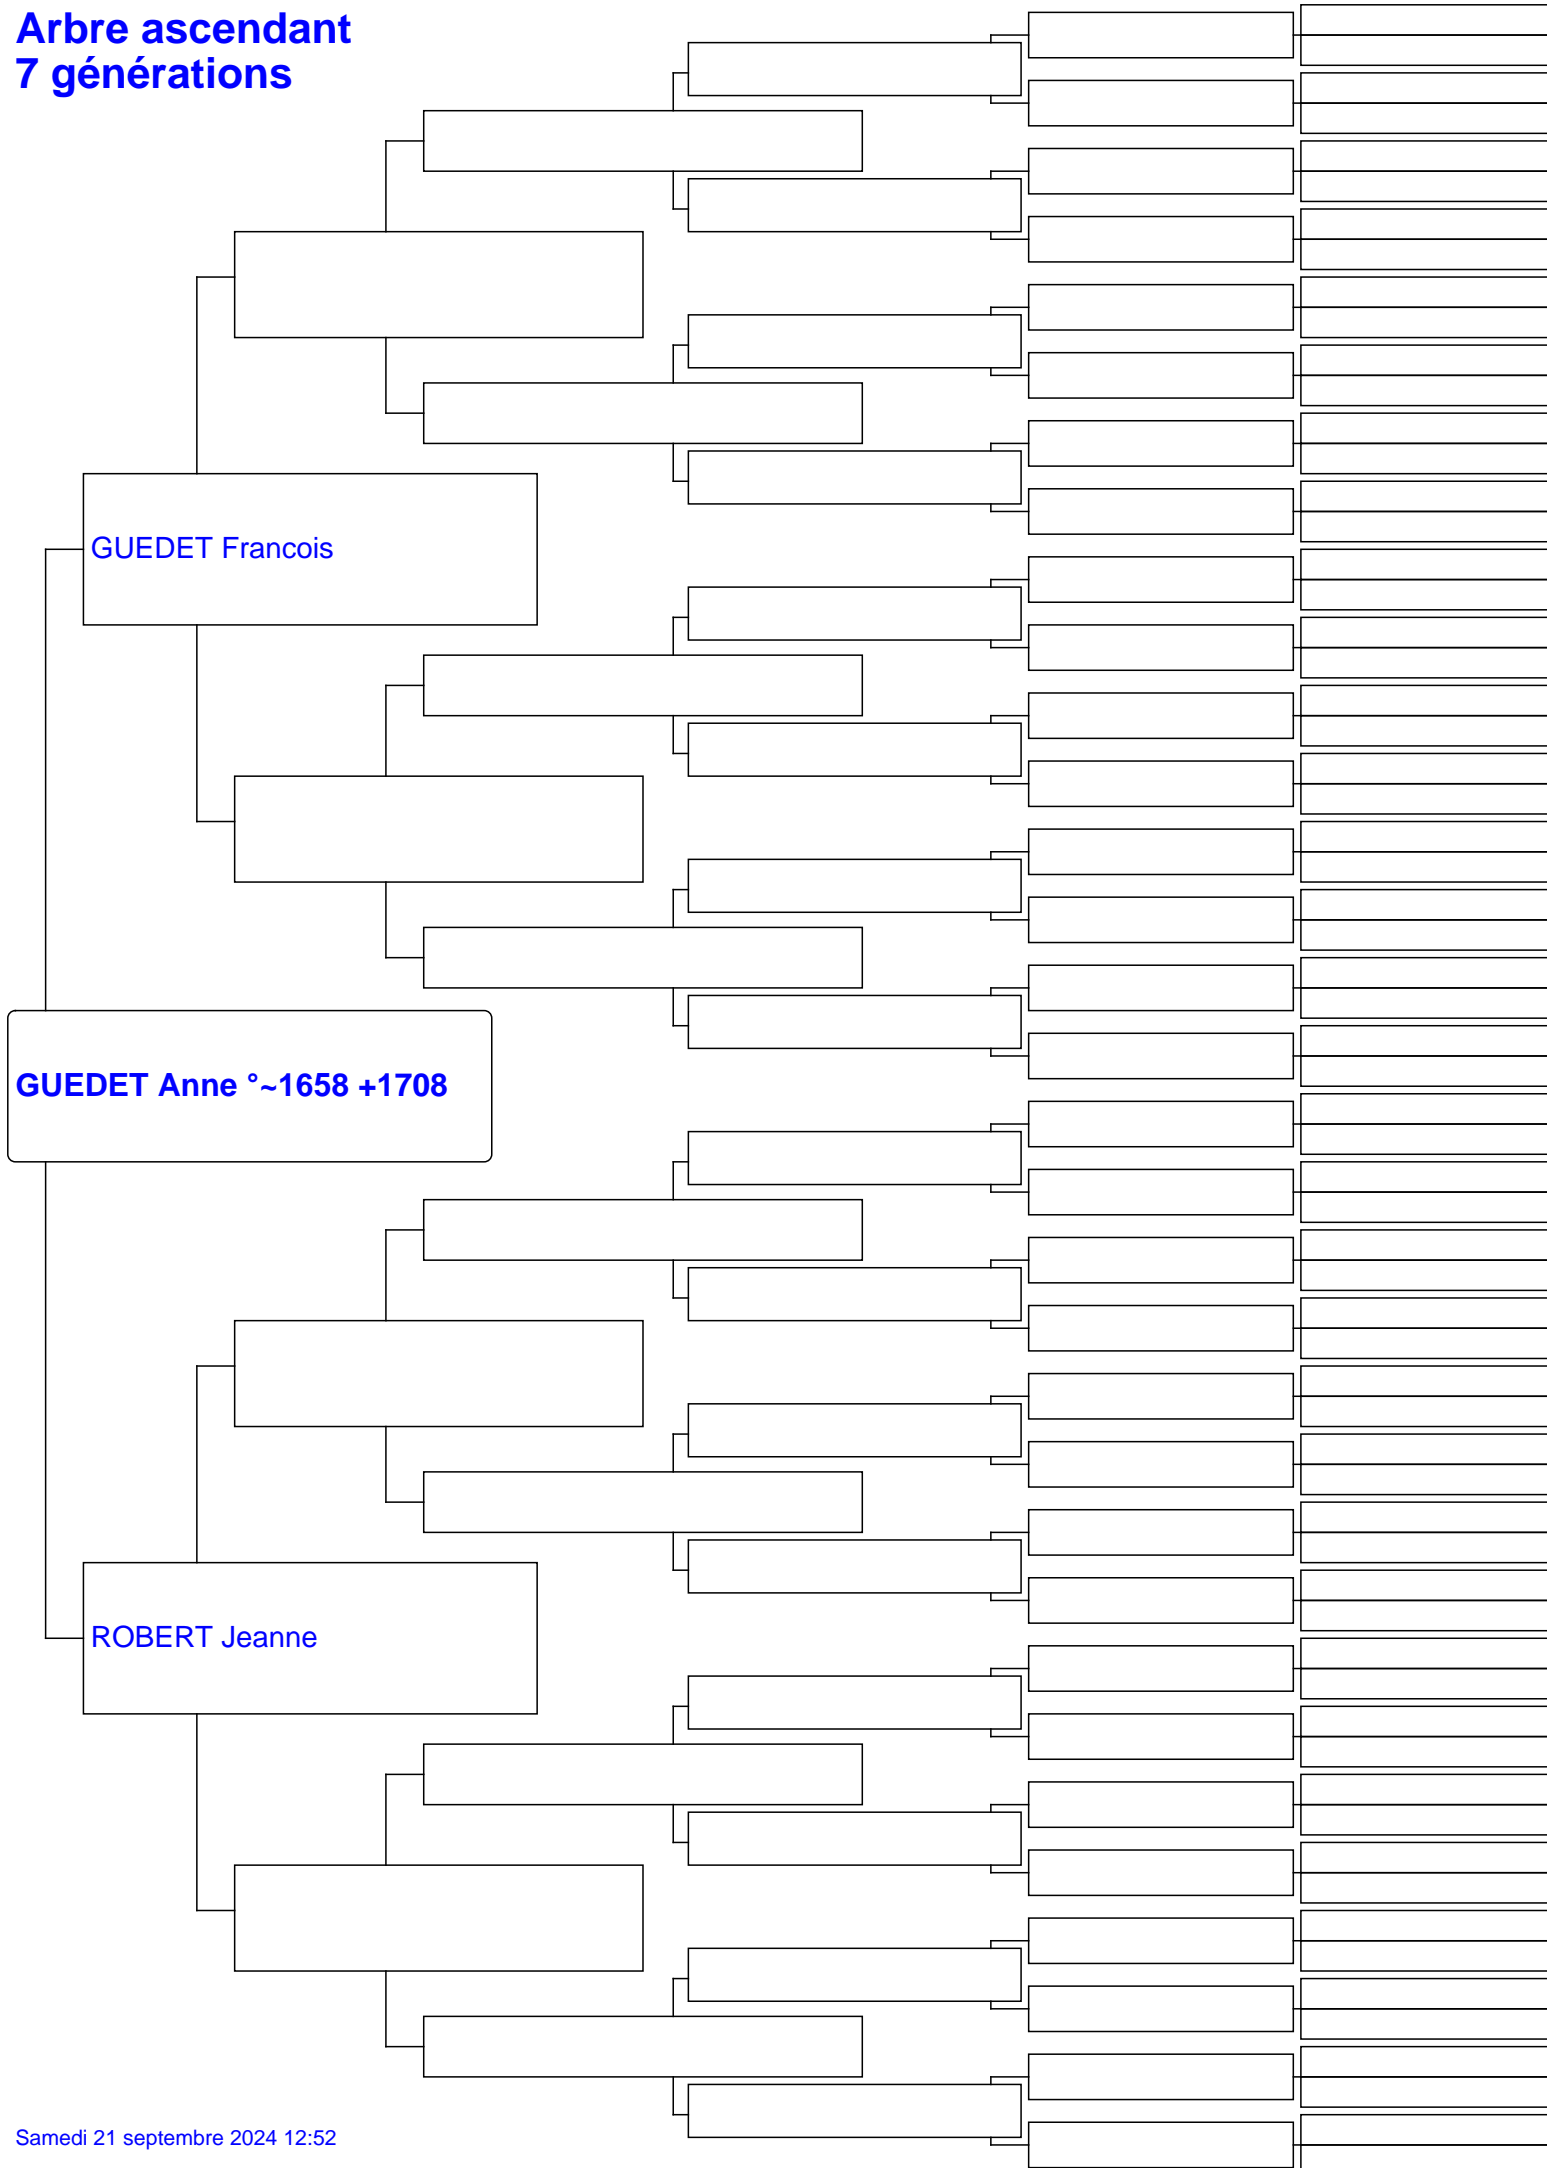 Arbre ascendant
7 générations
GUEDET Francois
GUEDET Anne °~1658 +1708
ROBERT Jeanne
Samedi 21 septembre 2024 12:52